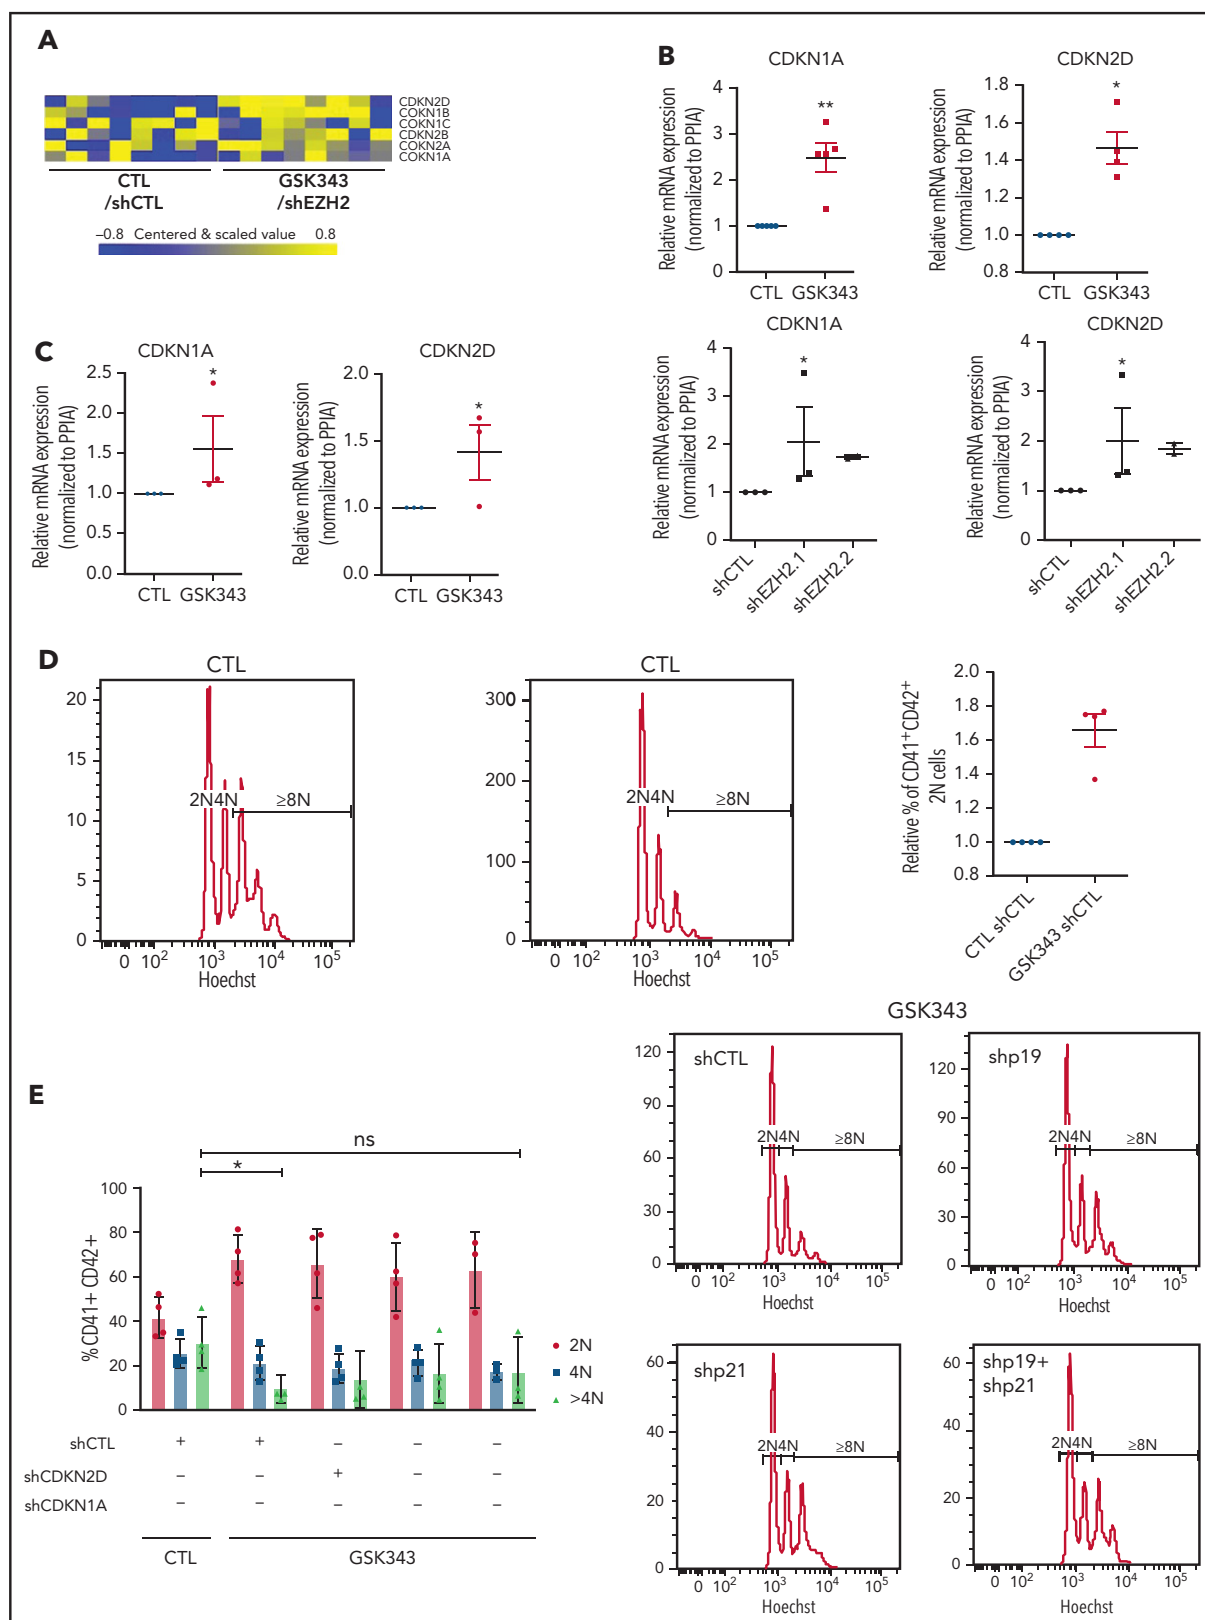 A
CDKN2D
COKN1B
COKN1C
CDKN2B
COKN2A
COKN1A
CTL
/shCTL
GSK343
/shEZH2
–0.8 Centered & scaled value 0.8
B
CDKN1A
Relative mRNA expression
(normalized to PPIA)
4
3
2
1
0
**
CTL GSK343
CDKN2D
Relative mRNA expression
(normalized to PPIA)
1.8
1.6
1.4
1.2
1.0
0.8
*
CTL GSK343
CDKN1A
Relative mRNA expression
(normalized to PPIA)
4
3
2
1
0
*
shCTL
shEZH2.1
shEZH2.2
CDKN2D
Relative mRNA expression
(normalized to PPIA)
4
3
2
1
0
*
shCTL
shEZH2.1
shEZH2.2
C
CDKN1A
Relative mRNA expression
(normalized to PPIA)
2.5
2.0
1.5
1.0
0.5
0.0
*
CTL GSK343
CDKN2D
Relative mRNA expression
(normalized to PPIA)
2.0
1.5
1.0
0.5
0.0
*
CTL GSK343
D
CTL
20
15
10
5
0
2N4N ≥8N
0 10² 10³ 10⁴ 10⁵
Hoechst
CTL
300
0
200
100
0
2N4N ≥8N
0 10² 10³ 10⁴ 10⁵
Hoechst
Relative % of CD41⁺CD42⁺
2N cells
2.0
1.8
1.6
1.4
1.2
1.0
0.8
CTL shCTL
GSK343 shCTL
GSK343
shCTL
120
90
60
30
0
2N4N ≥8N
0 10² 10³ 10⁴ 10⁵
Hoechst
shp19
120
90
60
30
0
2N4N ≥8N
0 10² 10³ 10⁴ 10⁵
Hoechst
shp21
60
40
20
0
2N4N ≥8N
0 10² 10³ 10⁴ 10⁵
Hoechst
shp19+
shp21
60
40
20
0
2N4N ≥8N
0 10² 10³ 10⁴ 10⁵
Hoechst
E
ns
*
% CD41+ CD42+
100
80
60
40
20
0
2N
4N
>4N
shCTL + + – – –
shCDKN2D – – + – –
shCDKN1A – – – – –
CTL GSK343